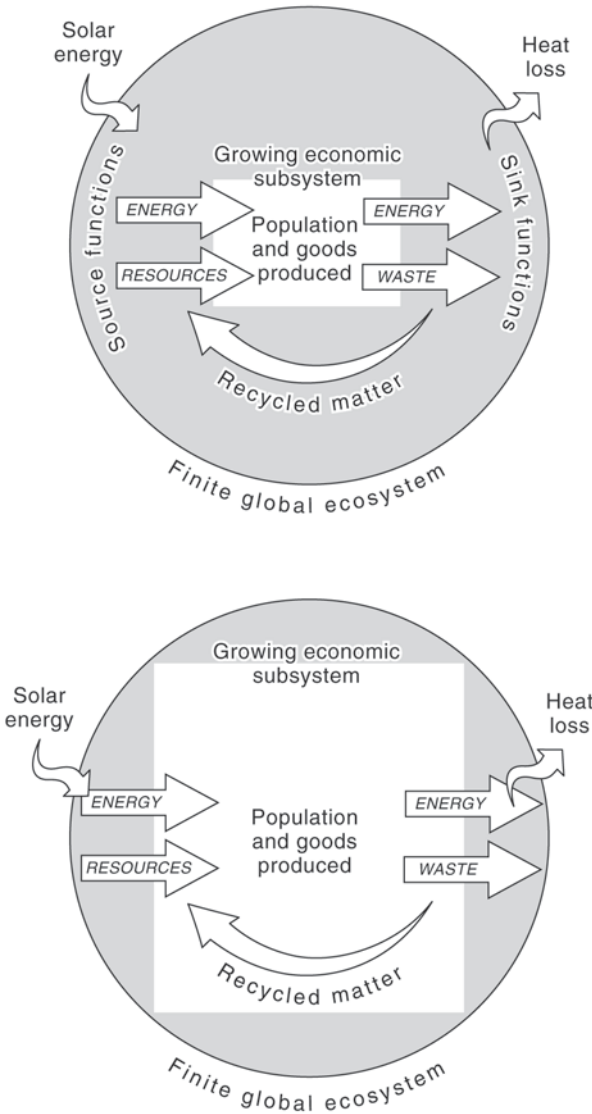 Solar
energy
Heat
loss
Source functions
Growing economic
subsystem
ENERGY
RESOURCES
Population
and goods
produced
ENERGY
WASTE
Sink functions
Recycled matter
Finite global ecosystem
Growing economic
subsystem
Solar
energy
Heat
loss
ENERGY
RESOURCES
Population
and goods
produced
ENERGY
WASTE
Recycled matter
Finite global ecosystem